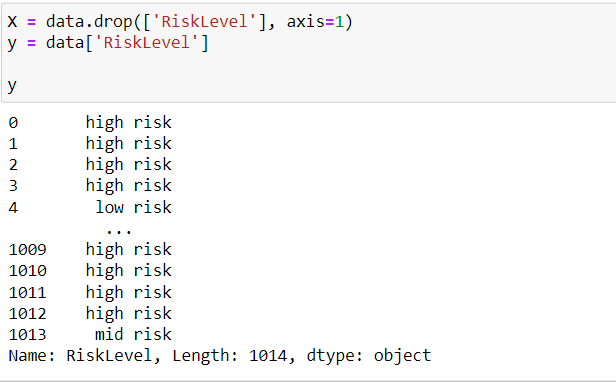 X = data.drop(['RiskLevel'], axis=1)
y = data['RiskLevel']
y
0 high risk
1 high risk
2 high risk
3 high risk
4 low risk
...
1009 high risk
1010 high risk
1011 high risk
1012 high risk
1013 mid risk
Name: RiskLevel, Length: 1014, dtype: object